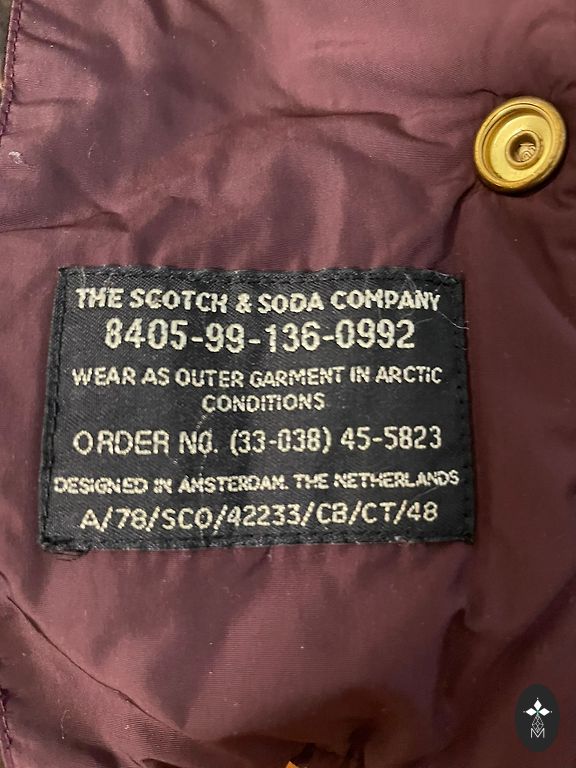 THE SCOTCH & SODA COMPANY
8405-99-136-0992
WEAR AS OUTER GARMENT IN ARCTIC
CONDITIONS
ORDER NO. (33-038) 45-5823
DESIGNED IN AMSTERDAM. THE NETHERLANDS
A/78/SCO/42233/CB/CT/48
M